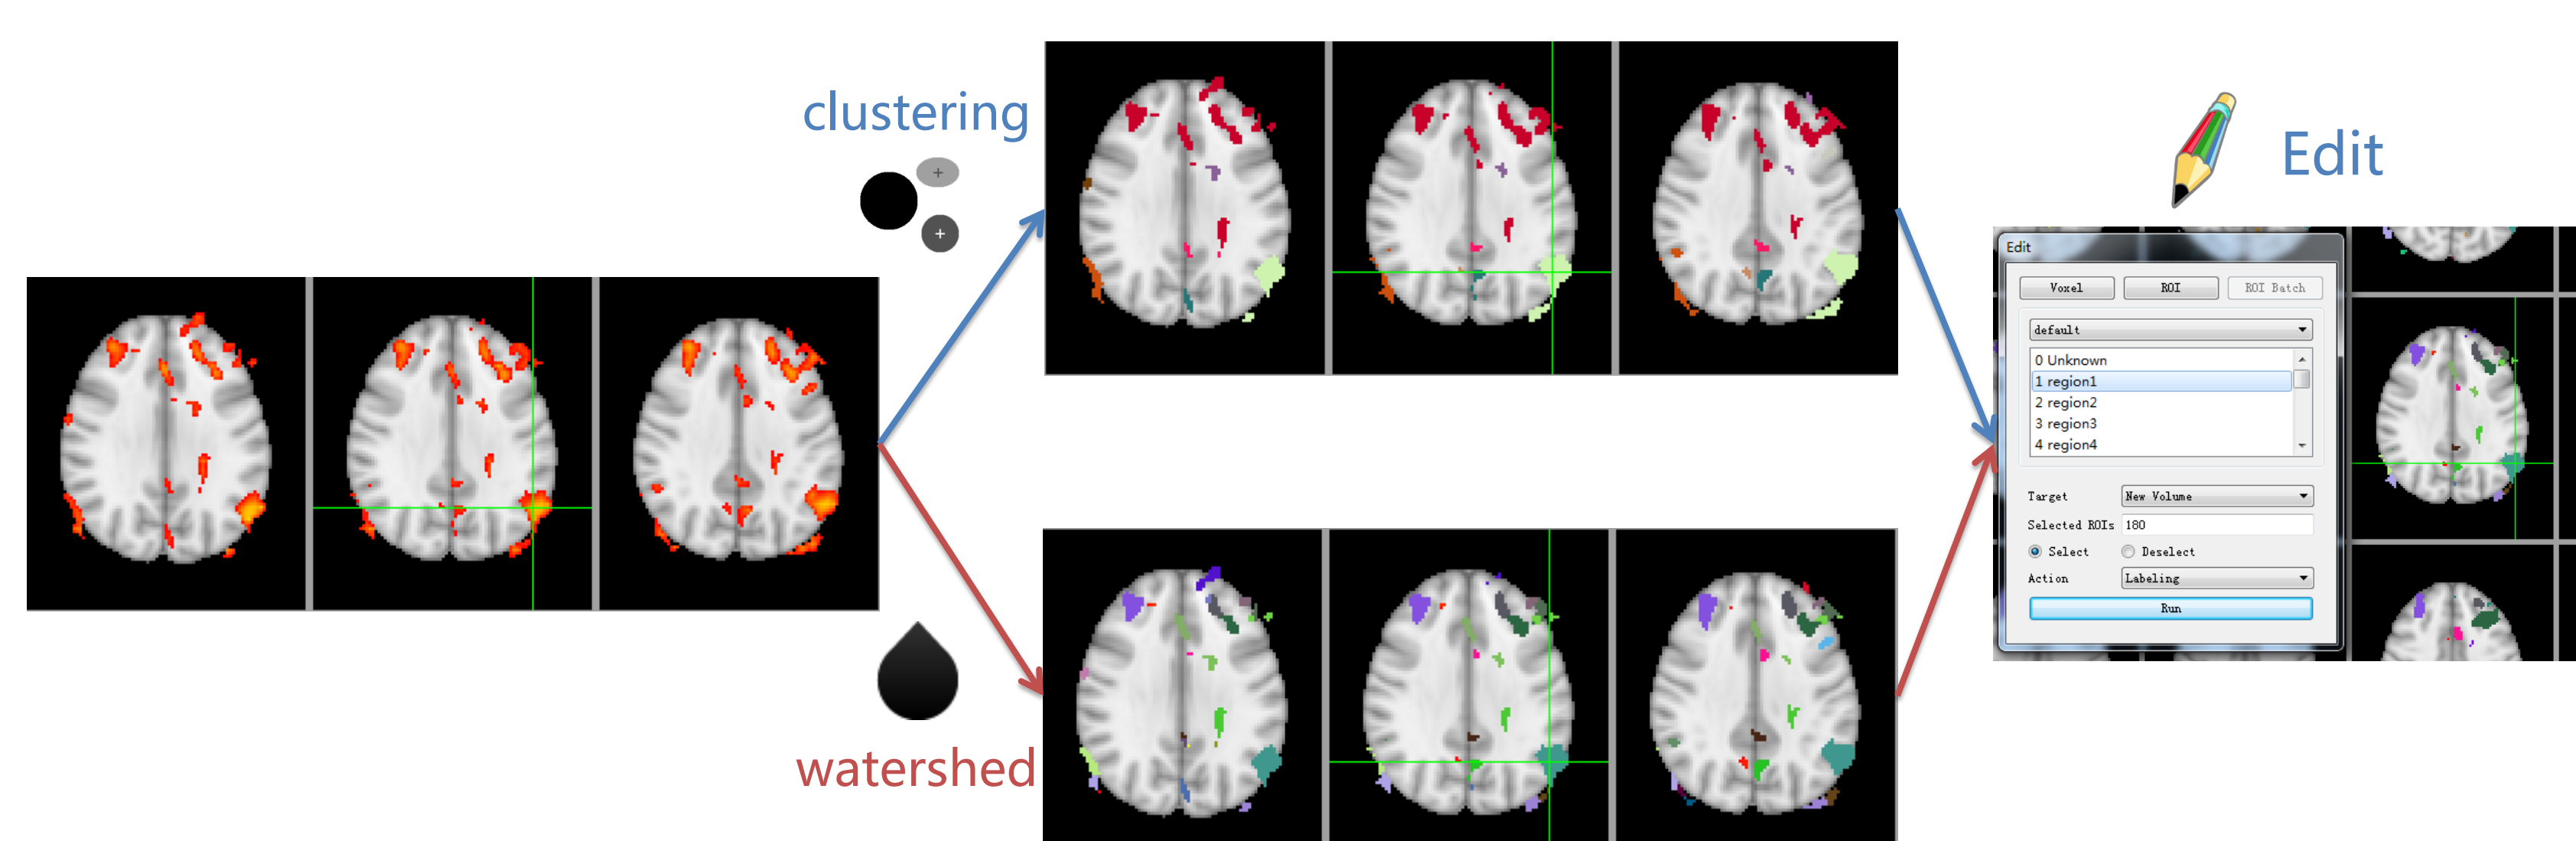 clustering
+
+
watershed
Edit
Edit
Voxel ROI ROI Batch
default
0 Unknown
1 region1
2 region2
3 region3
4 region4
Target New Volume
Selected ROIs 180
Select Deselect
Action Labeling
Run